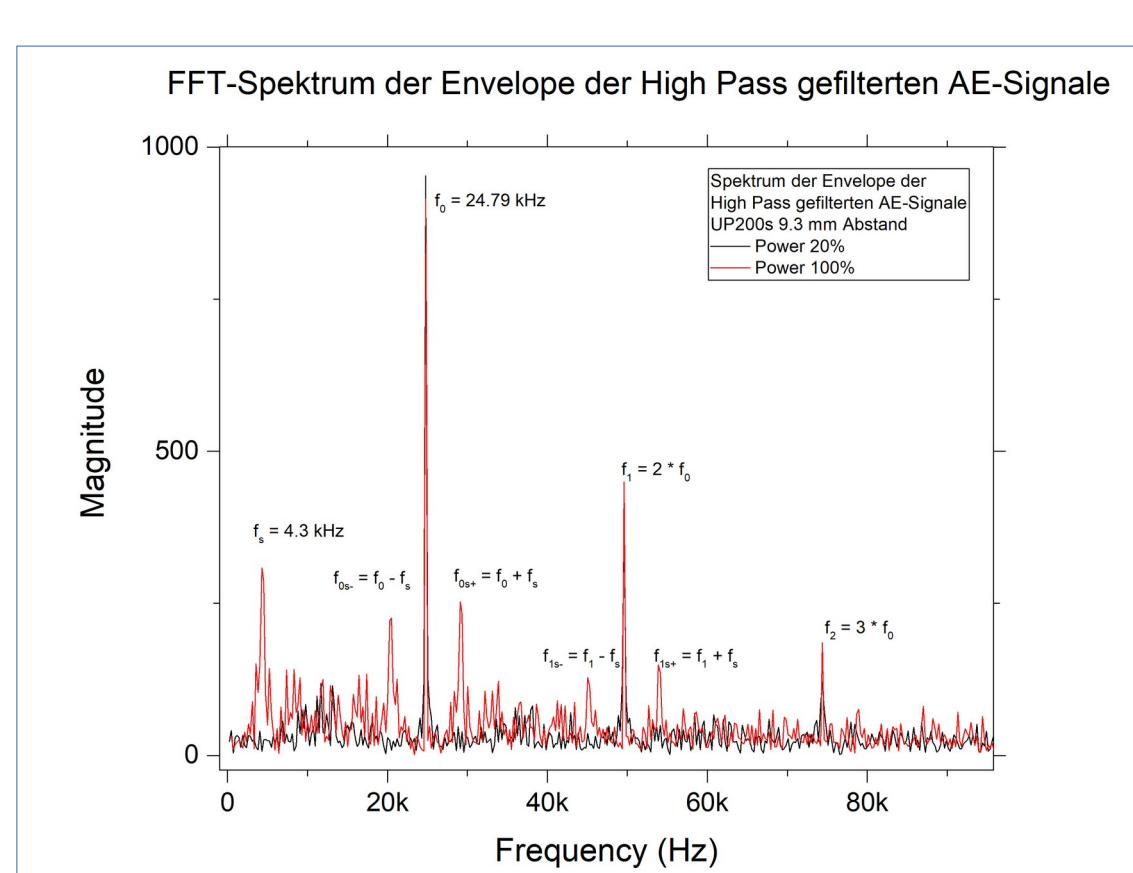 FFT-Spektrum der Envelope der High Pass gefilterten AE-Signale
1000
500
0
Magnitude
f₀ = 24.79 kHz
Spektrum der Envelope der
High Pass gefilterten AE-Signale
UP200s 9.3 mm Abstand
Power 20%
Power 100%
f₁ = 2 * f₀
fₛ = 4.3 kHz
f₀ₛ₋ = f₀ - fₛ
f₀ₛ₊ = f₀ + fₛ
f₂ = 3 * f₀
f₁ₛ₋ = f₁ - fₛ
f₁ₛ₊ = f₁ + fₛ
0
20k
40k
60k
80k
Frequency (Hz)